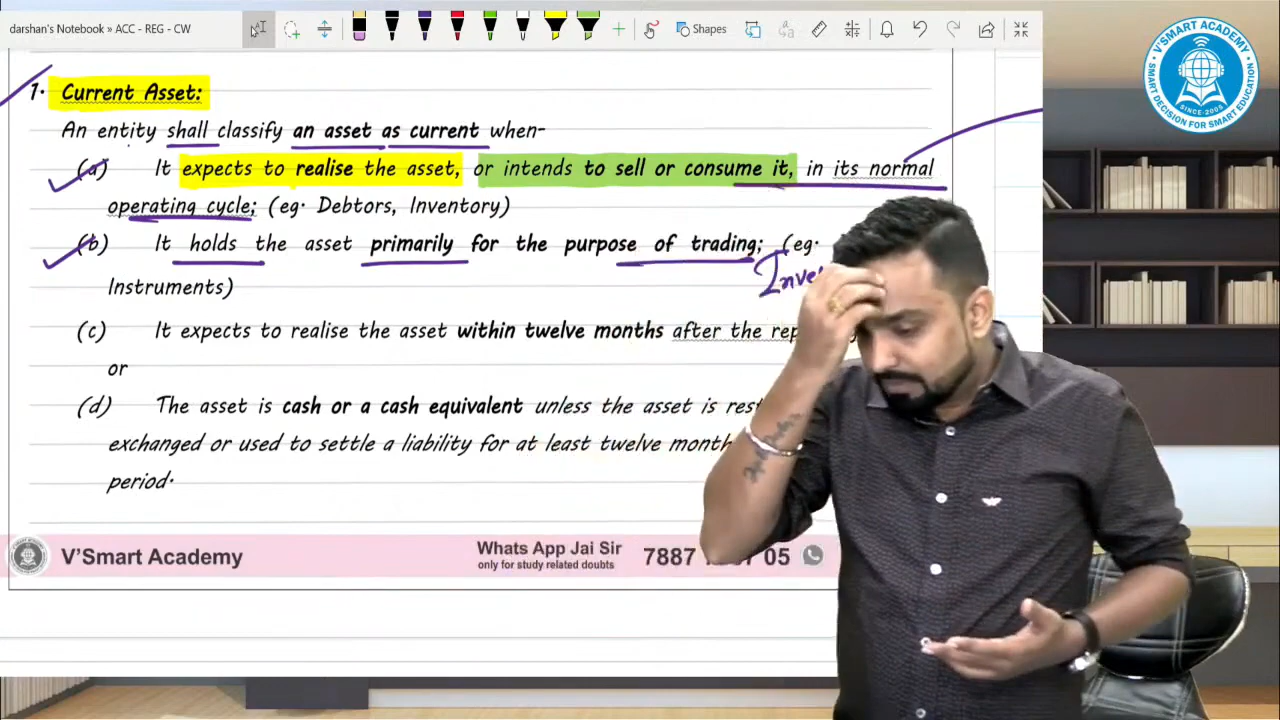 darshan's Notebook » ACC - REG - CW
Shapes
V'SMART ACADEMY
SINCE-2005
SMART DECISION FOR SMART EDUCATION
1. Current Asset:
An entity shall classify an asset as current when-
(a) It expects to realise the asset, or intends to sell or consume it, in its normal
operating cycle; (eg. Debtors, Inventory)
(b) It holds the asset primarily for the purpose of trading; (eg.
Instruments)
(c) It expects to realise the asset within twelve months after the
or
(d) The asset is cash or a cash equivalent unless the asset is
exchanged or used to settle a liability for at least twelve
period.
V'Smart Academy
Whats App Jai Sir
only for study related doubts
7887 05